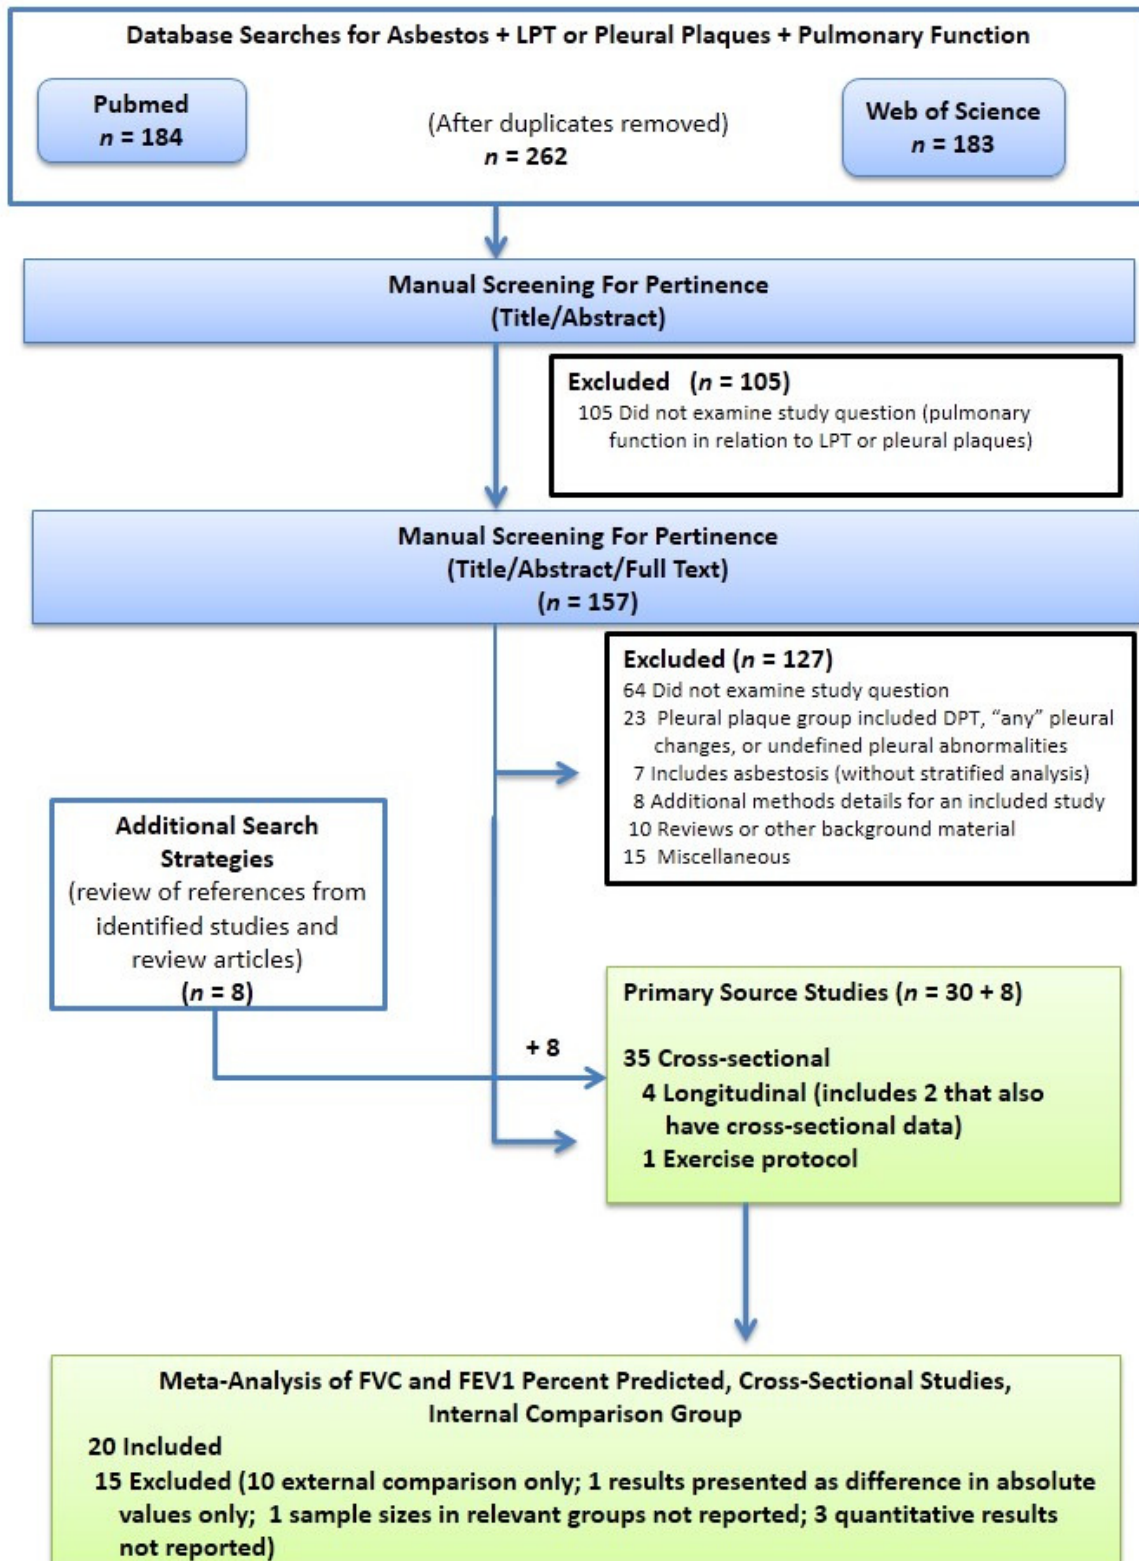 Database Searches for Asbestos + LPT or Pleural Plaques + Pulmonary Function
Pubmed
n = 184
(After duplicates removed)
n = 262
Web of Science
n = 183
Manual Screening For Pertinence
(Title/Abstract)
Excluded (n = 105)
105 Did not examine study question (pulmonary
function in relation to LPT or pleural plaques)
Manual Screening For Pertinence
(Title/Abstract/Full Text)
(n = 157)
Excluded (n = 127)
64 Did not examine study question
23 Pleural plaque group included DPT, “any” pleural
changes, or undefined pleural abnormalities
7 Includes asbestosis (without stratified analysis)
8 Additional methods details for an included study
10 Reviews or other background material
15 Miscellaneous
Additional Search
Strategies
(review of references from
identified studies and
review articles)
(n = 8)
+ 8
Primary Source Studies (n = 30 + 8)
35 Cross-sectional
4 Longitudinal (includes 2 that also
have cross-sectional data)
1 Exercise protocol
Meta-Analysis of FVC and FEV1 Percent Predicted, Cross-Sectional Studies,
Internal Comparison Group
20 Included
15 Excluded (10 external comparison only; 1 results presented as difference in absolute
values only; 1 sample sizes in relevant groups not reported; 3 quantitative results
not reported)